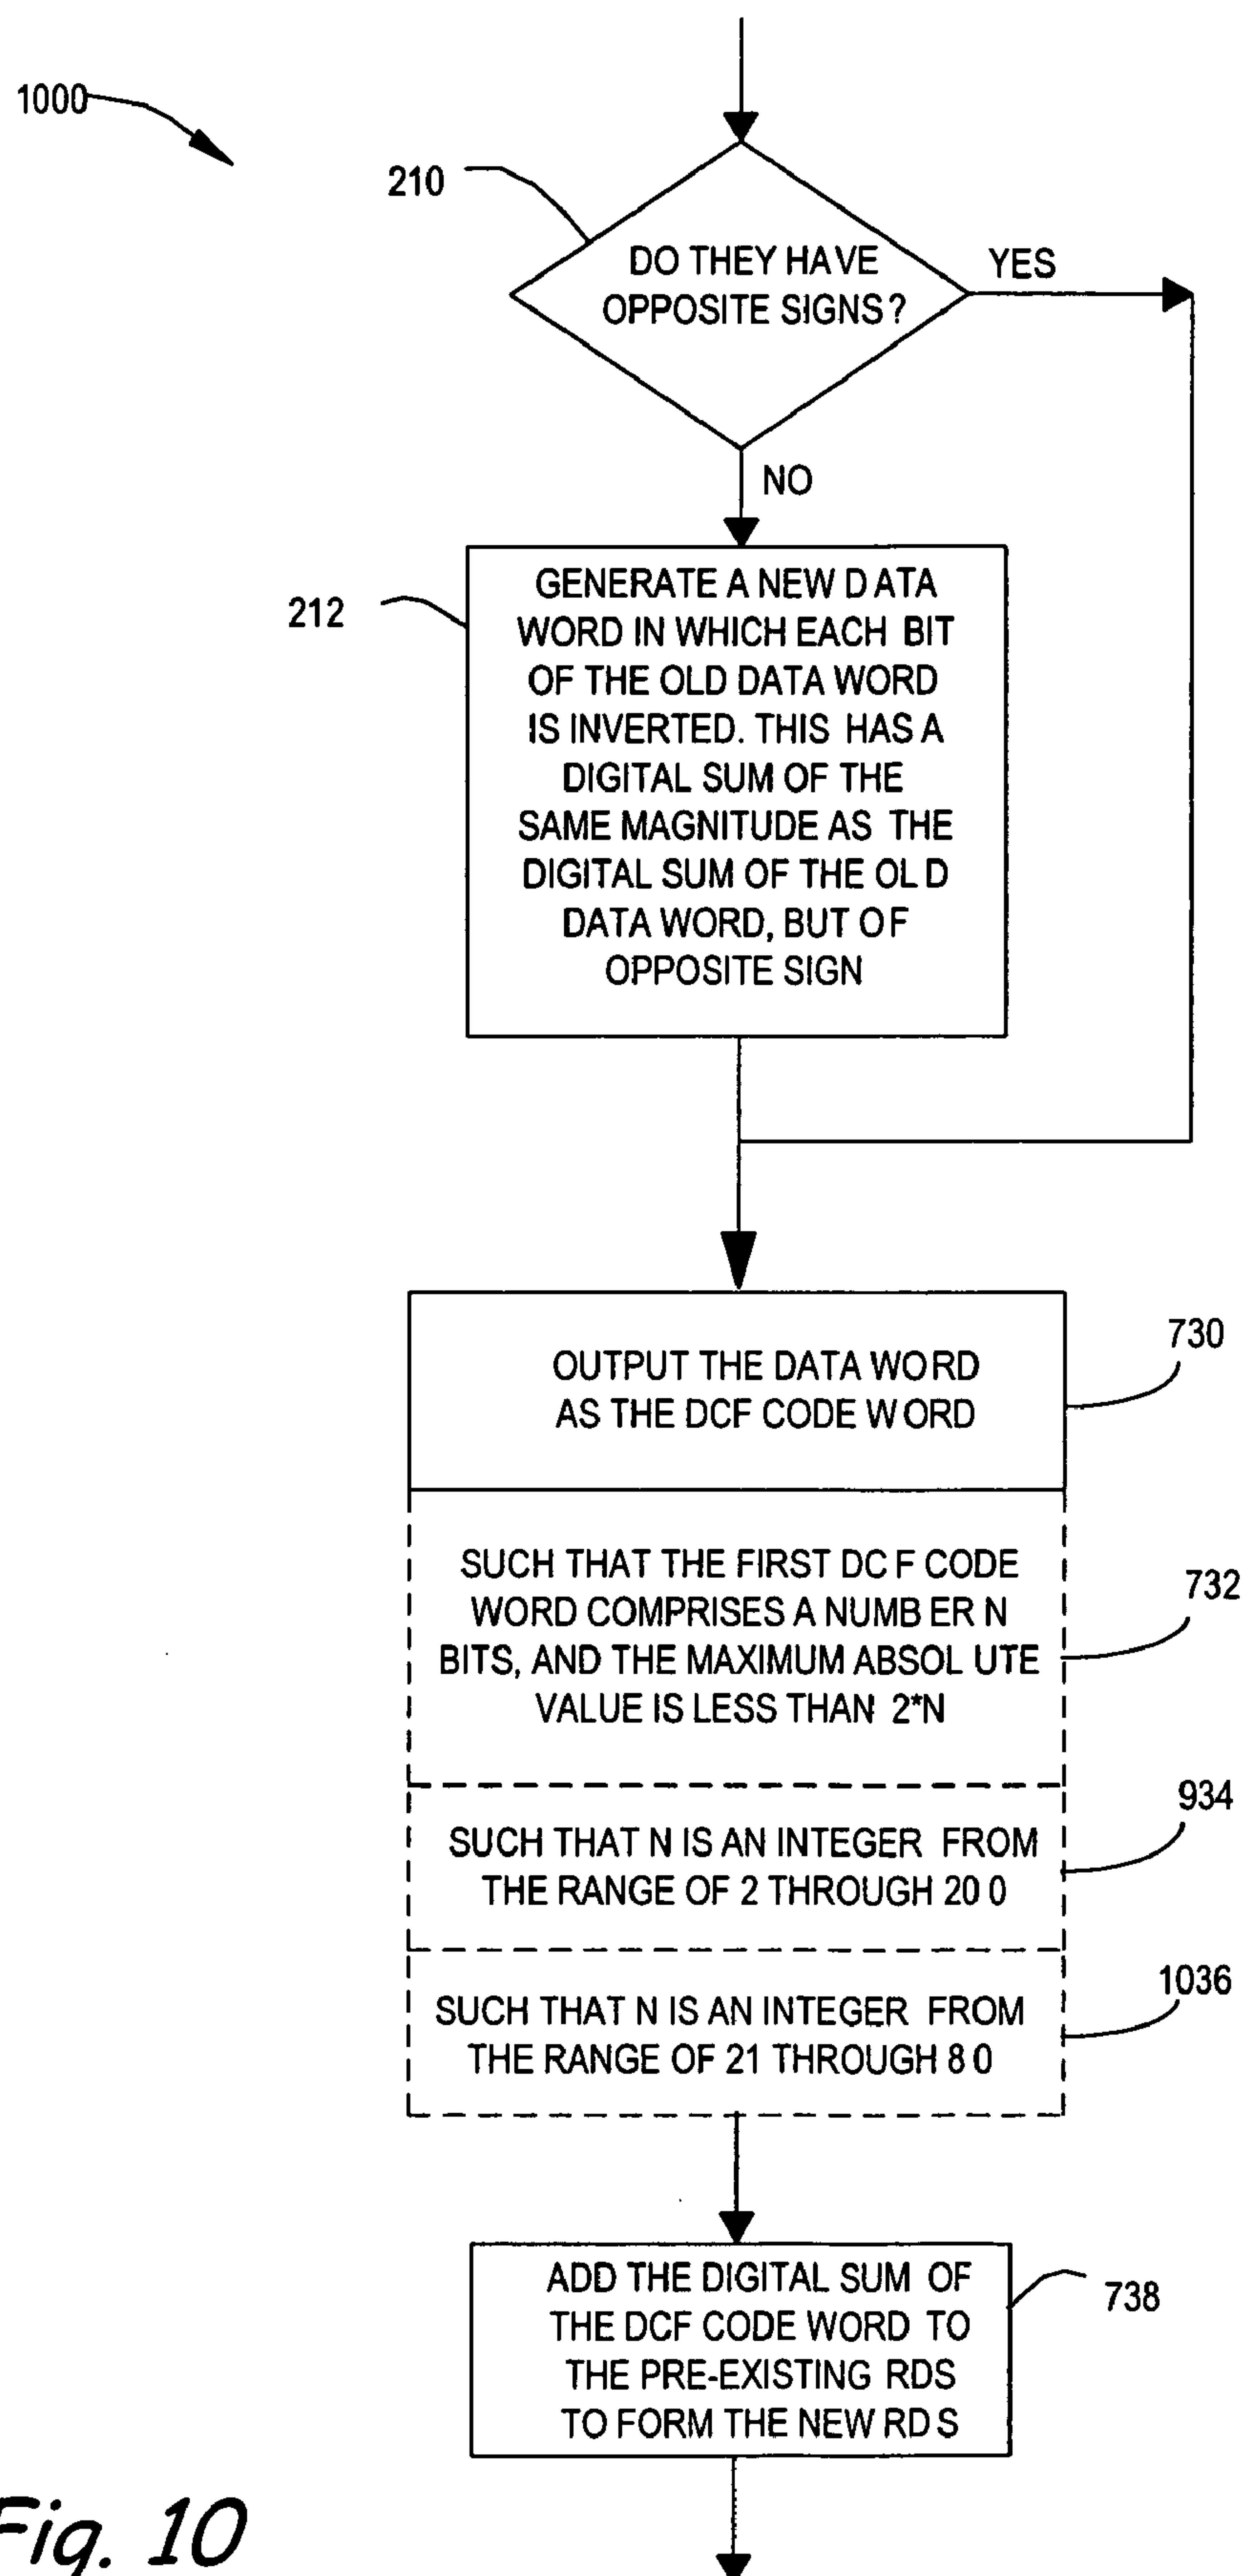 1000
210
DO THEY HAVE
OPPOSITE SIGNS?
YES
NO
212
GENERATE A NEW DATA
WORD IN WHICH EACH BIT
OF THE OLD DATA WORD
IS INVERTED. THIS HAS A
DIGITAL SUM OF THE
SAME MAGNITUDE AS THE
DIGITAL SUM OF THE OLD
DATA WORD, BUT OF
OPPOSITE SIGN
730
OUTPUT THE DATA WORD
AS THE DCF CODE WORD
732
SUCH THAT THE FIRST DCF CODE
WORD COMPRISES A NUMBER N
BITS, AND THE MAXIMUM ABSOLUTE
VALUE IS LESS THAN 2*N
934
SUCH THAT N IS AN INTEGER FROM
THE RANGE OF 2 THROUGH 200
1036
SUCH THAT N IS AN INTEGER FROM
THE RANGE OF 21 THROUGH 80
738
ADD THE DIGITAL SUM OF
THE DCF CODE WORD TO
THE PRE-EXISTING RDS
TO FORM THE NEW RDS
Fig. 10